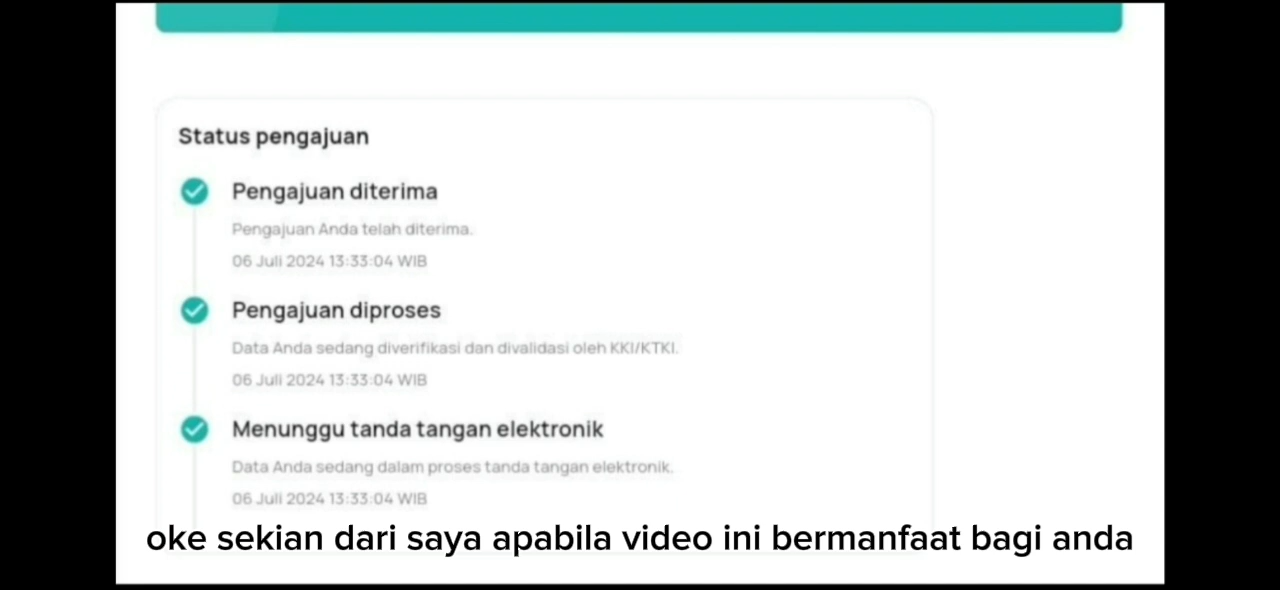 Status pengajuan
Pengajuan diterima
Pengajuan Anda telah diterima.
06 Juli 2024 13:33:04 WIB
Pengajuan diproses
Data Anda sedang diverifikasi dan divalidasi oleh KKI/KTKI.
06 Juli 2024 13:33:04 WIB
Menunggu tanda tangan elektronik
Data Anda sedang dalam proses tanda tangan elektronik.
06 Juli 2024 13:33:04 WIB
oke sekian dari saya apabila video ini bermanfaat bagi anda